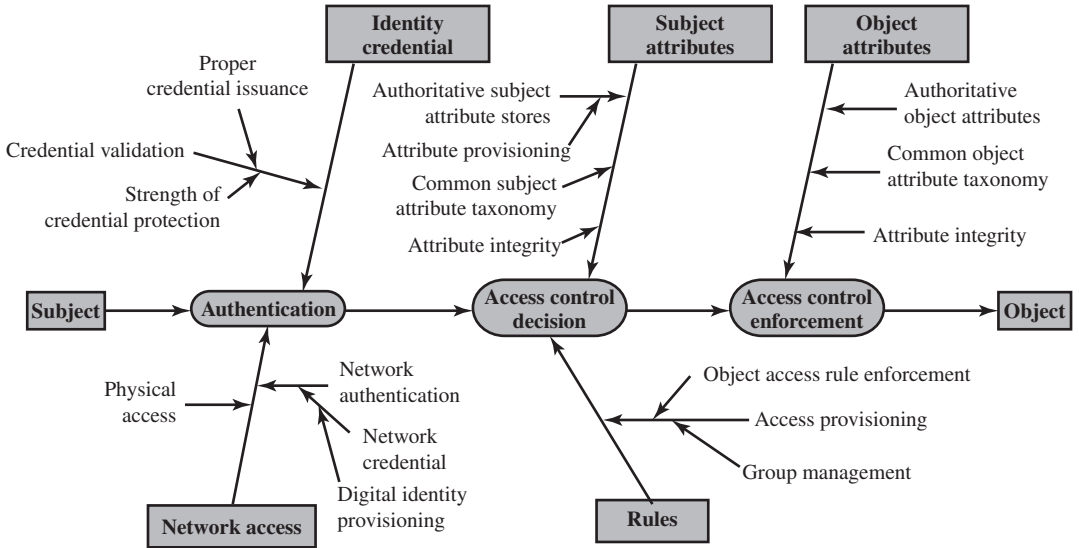 Identity
credential
Subject
attributes
Object
attributes
Proper
credential issuance
Credential validation
Strength of
credential protection
Authoritative subject
attribute stores
Attribute provisioning
Common subject
attribute taxonomy
Attribute integrity
Authoritative
object attributes
Common object
attribute taxonomy
Attribute integrity
Subject
Authentication
Access control
decision
Access control
enforcement
Object
Physical
access
Network
authentication
Network
credential
Digital identity
provisioning
Object access rule enforcement
Access provisioning
Group management
Network access
Rules